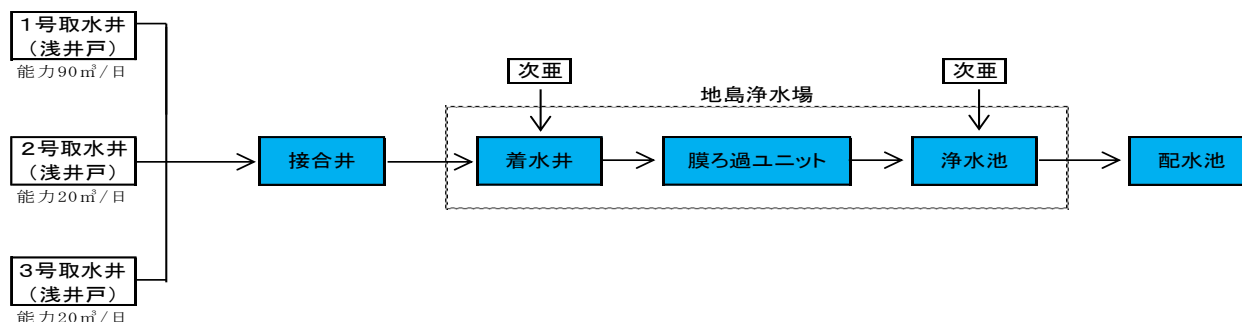 1号取水井
(浅井戸)
能力90㎥/日
2号取水井
(浅井戸)
能力20㎥/日
3号取水井
(浅井戸)
能力20㎥/日
接合井
次亜
次亜
地島浄水場
着水井
膜ろ過ユニット
浄水池
配水池